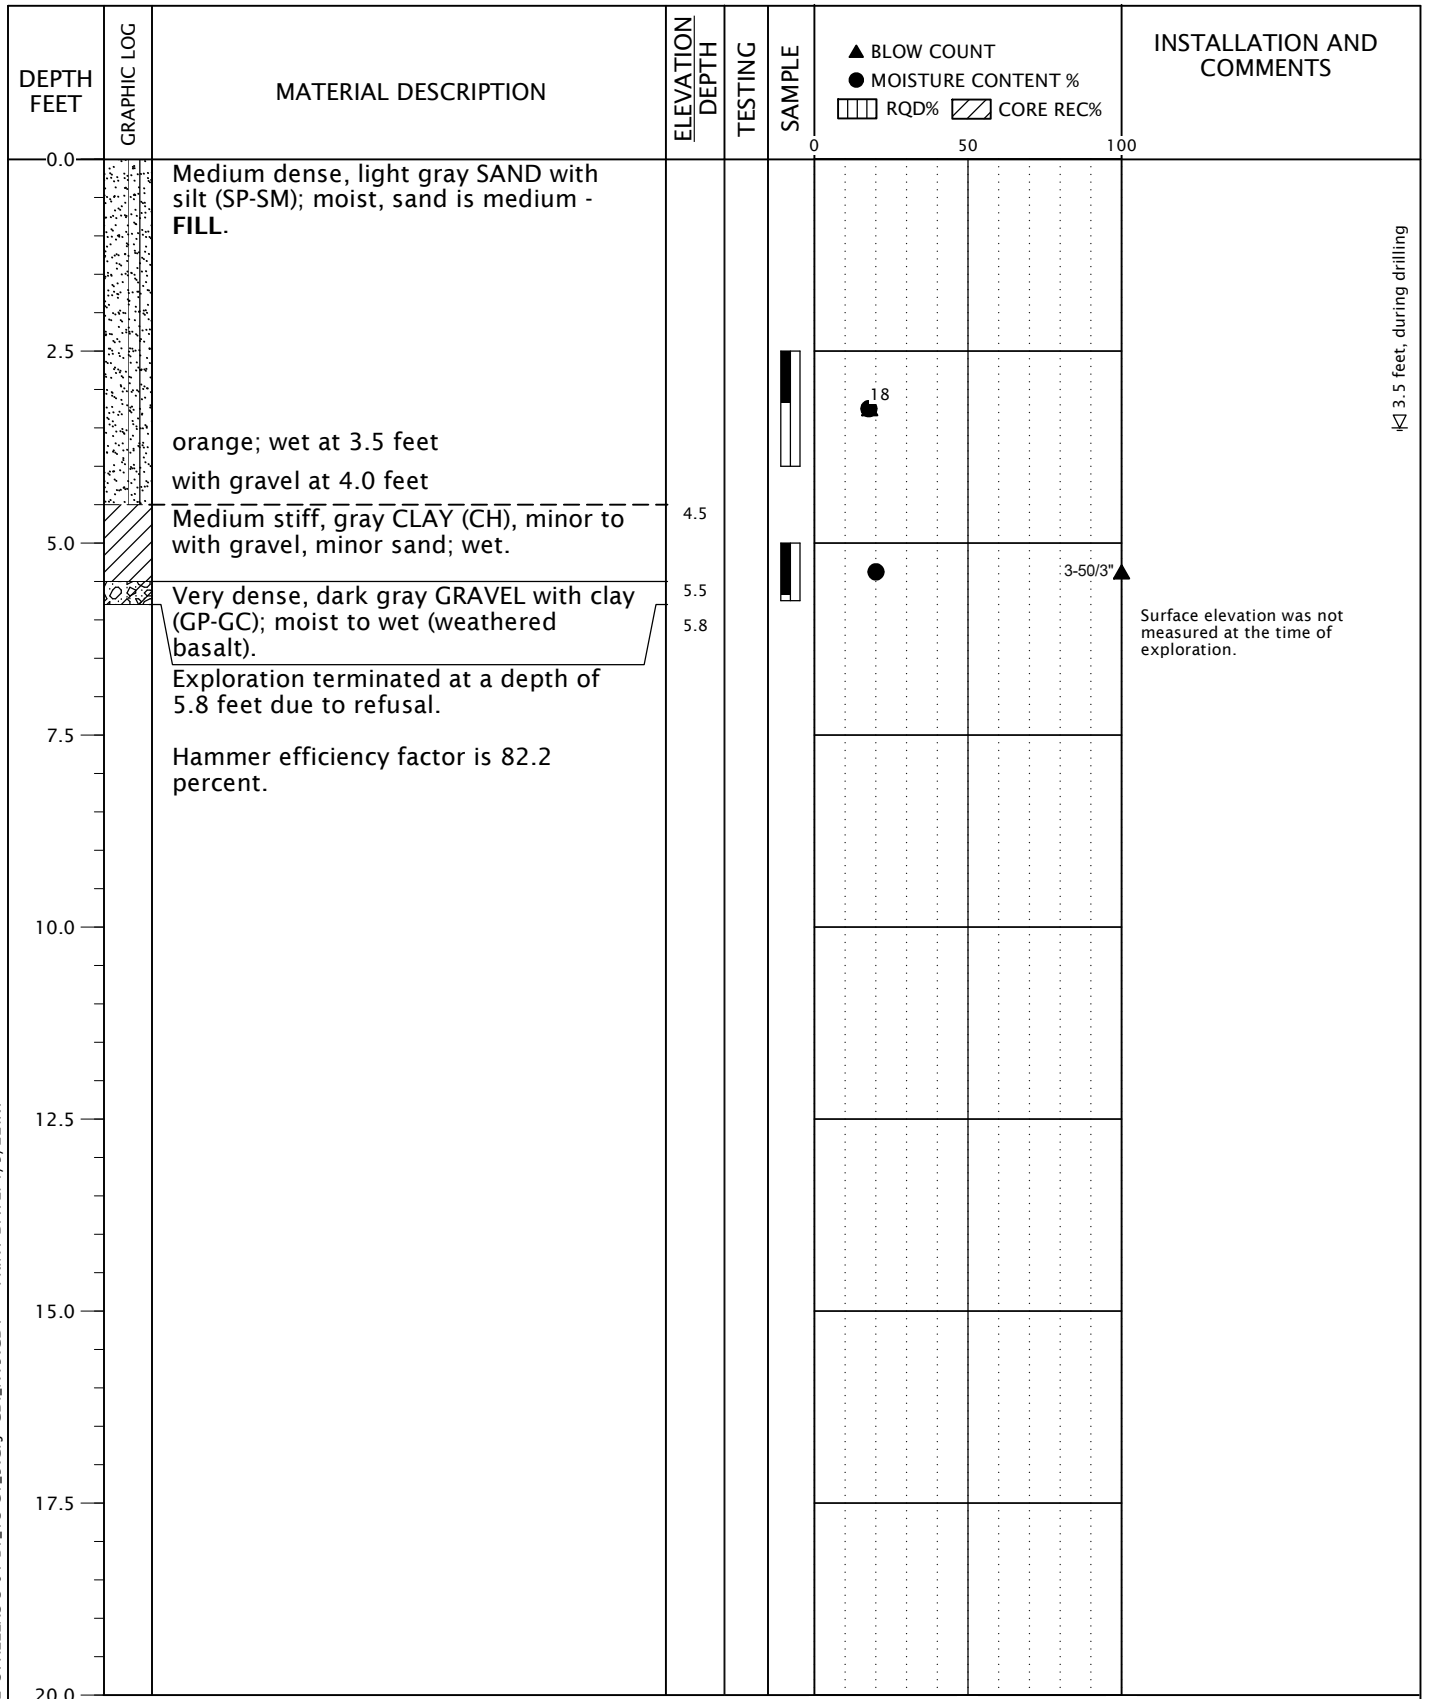 DEPTH
FEET
GRAPHIC LOG
MATERIAL DESCRIPTION
ELEVATION
DEPTH
TESTING
SAMPLE
▲ BLOW COUNT
● MOISTURE CONTENT %
RQD% CORE REC%
INSTALLATION AND
COMMENTS
0 50 100
0.0
Medium dense, light gray SAND with
silt (SP-SM); moist, sand is medium -
FILL.
3.5 feet, during drilling
2.5
18
orange; wet at 3.5 feet
with gravel at 4.0 feet
4.5
Medium stiff, gray CLAY (CH), minor to
with gravel, minor sand; wet.
5.0
3-50/3"
5.5
Very dense, dark gray GRAVEL with clay
(GP-GC); moist to wet (weathered
basalt).
5.8
Surface elevation was not
measured at the time of
exploration.
Exploration terminated at a depth of
5.8 feet due to refusal.
7.5
Hammer efficiency factor is 82.2
percent.
10.0
12.5
15.0
17.5
20.0